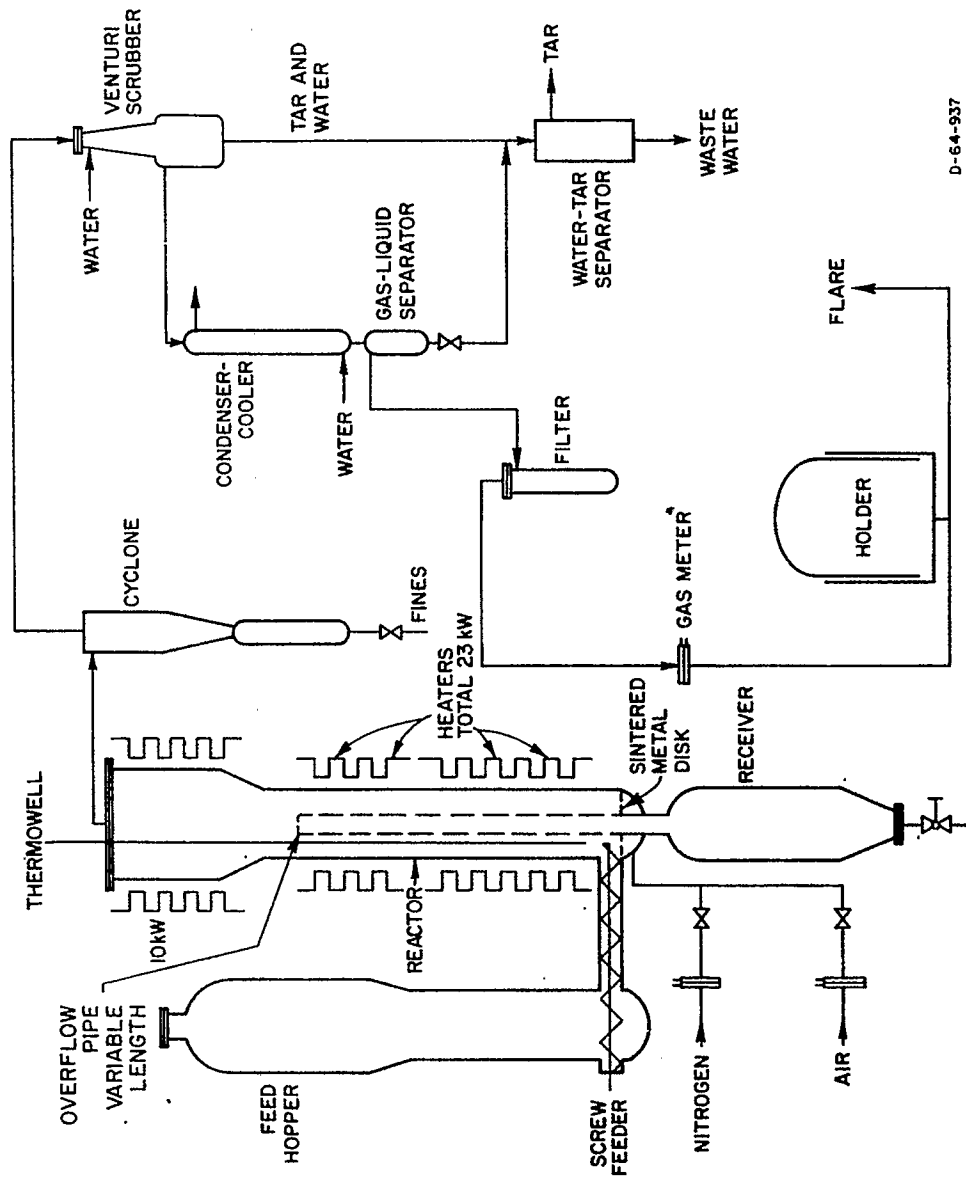 THERMOWELL
OVERFLOW
PIPE
VARIABLE
LENGTH
10kW
FEED
HOPPER
REACTOR
SCREW
FEEDER
NITROGEN
AIR
HEATERS
TOTAL 23 kW
SINTERED
METAL
DISK
RECEIVER
CYCLONE
FINES
WATER
VENTURI
SCRUBBER
TAR AND
WATER
CONDENSER-
COOLER
WATER
GAS-LIQUID
SEPARATOR
FILTER
GAS METER
HOLDER
FLARE
WATER-TAR
SEPARATOR
TAR
WASTE
WATER
D-64-937